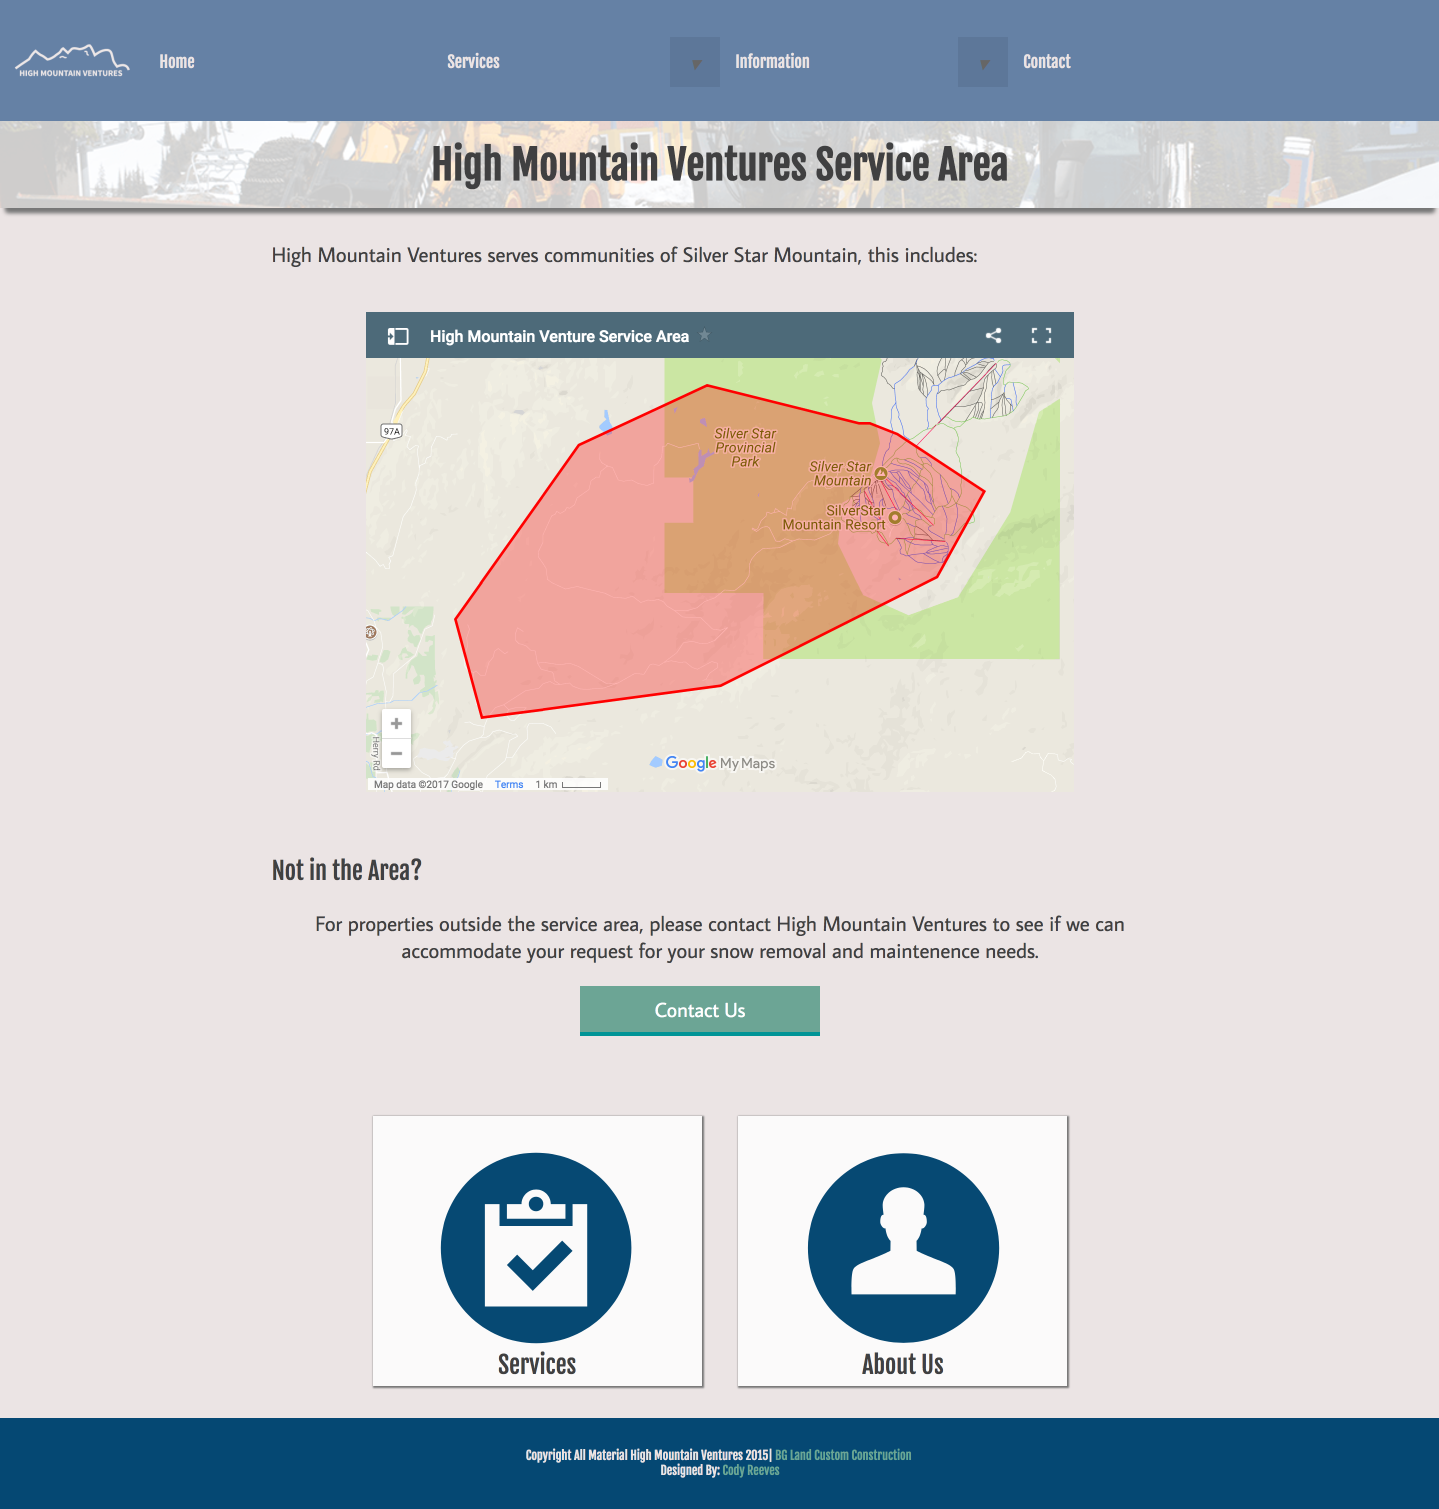 HIGH MOUNTAIN VENTURES
Home
Services
Information
Contact
High Mountain Ventures Service Area
High Mountain Ventures serves communities of Silver Star Mountain, this includes:
High Mountain Venture Service Area
97A
Silver Star
Provincial
Park
Silver Star
Mountain
SilverStar
Mountain Resort
Herry Rd
Google My Maps
Map data ©2017 Google Terms 1 km
Not in the Area?
For properties outside the service area, please contact High Mountain Ventures to see if we can
accommodate your request for your snow removal and maintenence needs.
Contact Us
Services
About Us
Copyright All Material High Mountain Ventures 2015| BG Land Custom Construction
Designed By: Cody Reeves